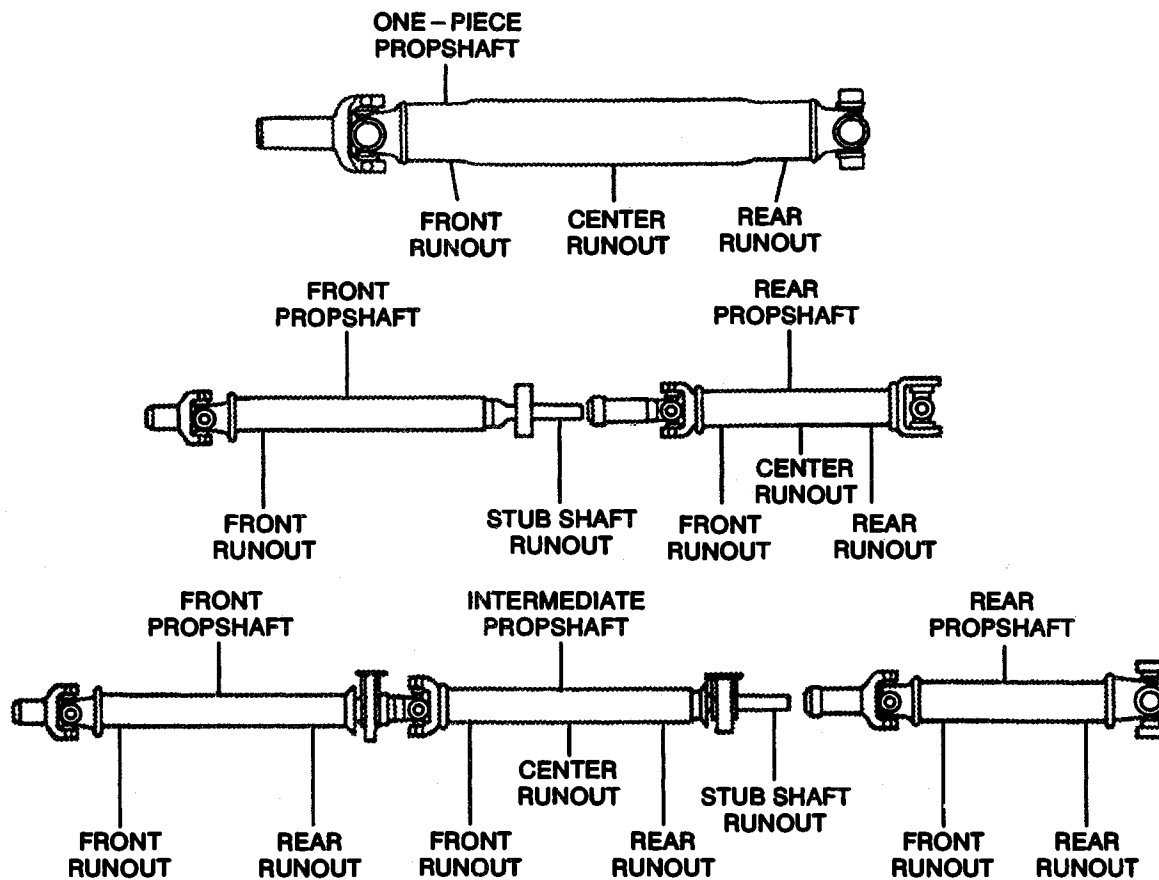 ONE – PIECE
PROPSHAFT
FRONT
RUNOUT
CENTER
RUNOUT
REAR
RUNOUT
FRONT
PROPSHAFT
REAR
PROPSHAFT
FRONT
RUNOUT
STUB SHAFT
RUNOUT
FRONT
RUNOUT
CENTER
RUNOUT
REAR
RUNOUT
FRONT
PROPSHAFT
INTERMEDIATE
PROPSHAFT
REAR
PROPSHAFT
FRONT
RUNOUT
REAR
RUNOUT
FRONT
RUNOUT
CENTER
RUNOUT
REAR
RUNOUT
STUB SHAFT
RUNOUT
FRONT
RUNOUT
REAR
RUNOUT